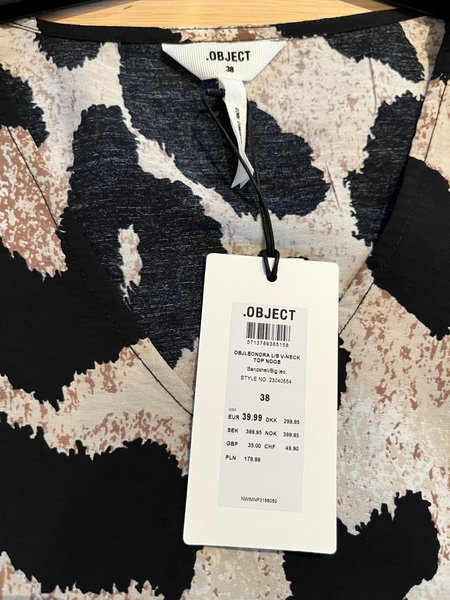 .OBJECT
38
.OBJECT
5713789365158
OBJLEONORA L/S V-NECK
TOP NOOS
Sandshell/Big leo
STYLE NO. 23040554
38
RRP
EUR 39.99 DKK 299.95
SEK 399.95 NOK 399.95
GBP 35.00 CHF 49.90
PLN 179.99